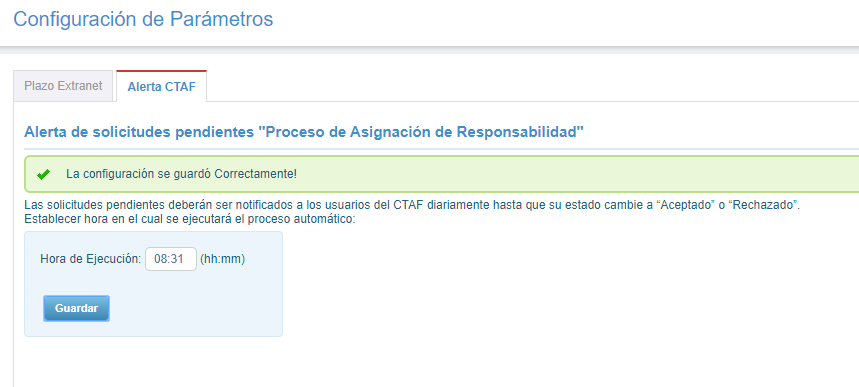 Configuración de Parámetros
Plazo Extranet
Alerta CTAF
Alerta de solicitudes pendientes "Proceso de Asignación de Responsabilidad"
La configuración se guardó Correctamente!
Las solicitudes pendientes deberán ser notificados a los usuarios del CTAF diariamente hasta que su estado cambie a “Aceptado” o “Rechazado”.
Establecer hora en el cual se ejecutará el proceso automático:
Hora de Ejecución: 08:31 (hh:mm)
Guardar